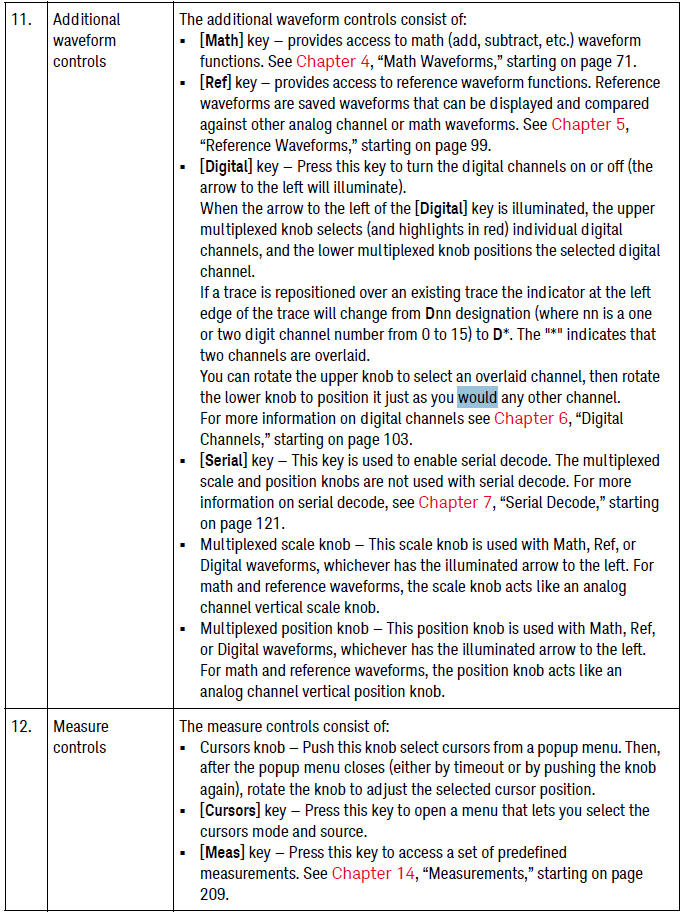 11.
Additional
waveform
controls
The additional waveform controls consist of:
▪ [Math] key – provides access to math (add, subtract, etc.) waveform
functions. See Chapter 4, “Math Waveforms,” starting on page 71.
▪ [Ref] key – provides access to reference waveform functions. Reference
waveforms are saved waveforms that can be displayed and compared
against other analog channel or math waveforms. See Chapter 5,
“Reference Waveforms,” starting on page 99.
▪ [Digital] key – Press this key to turn the digital channels on or off (the
arrow to the left will illuminate).
When the arrow to the left of the [Digital] key is illuminated, the upper
multiplexed knob selects (and highlights in red) individual digital
channels, and the lower multiplexed knob positions the selected digital
channel.
If a trace is repositioned over an existing trace the indicator at the left
edge of the trace will change from Dnn designation (where nn is a one
or two digit channel number from 0 to 15) to D*. The "*" indicates that
two channels are overlaid.
You can rotate the upper knob to select an overlaid channel, then rotate
the lower knob to position it just as you would any other channel.
For more information on digital channels see Chapter 6, “Digital
Channels,” starting on page 103.
▪ [Serial] key – This key is used to enable serial decode. The multiplexed
scale and position knobs are not used with serial decode. For more
information on serial decode, see Chapter 7, “Serial Decode,” starting
on page 121.
▪ Multiplexed scale knob – This scale knob is used with Math, Ref, or
Digital waveforms, whichever has the illuminated arrow to the left. For
math and reference waveforms, the scale knob acts like an analog
channel vertical scale knob.
▪ Multiplexed position knob – This position knob is used with Math, Ref,
or Digital waveforms, whichever has the illuminated arrow to the left.
For math and reference waveforms, the position knob acts like an
analog channel vertical position knob.
12.
Measure
controls
The measure controls consist of:
▪ Cursors knob – Push this knob select cursors from a popup menu. Then,
after the popup menu closes (either by timeout or by pushing the knob
again), rotate the knob to adjust the selected cursor position.
▪ [Cursors] key – Press this key to open a menu that lets you select the
cursors mode and source.
▪ [Meas] key – Press this key to access a set of predefined
measurements. See Chapter 14, “Measurements,” starting on page
209.